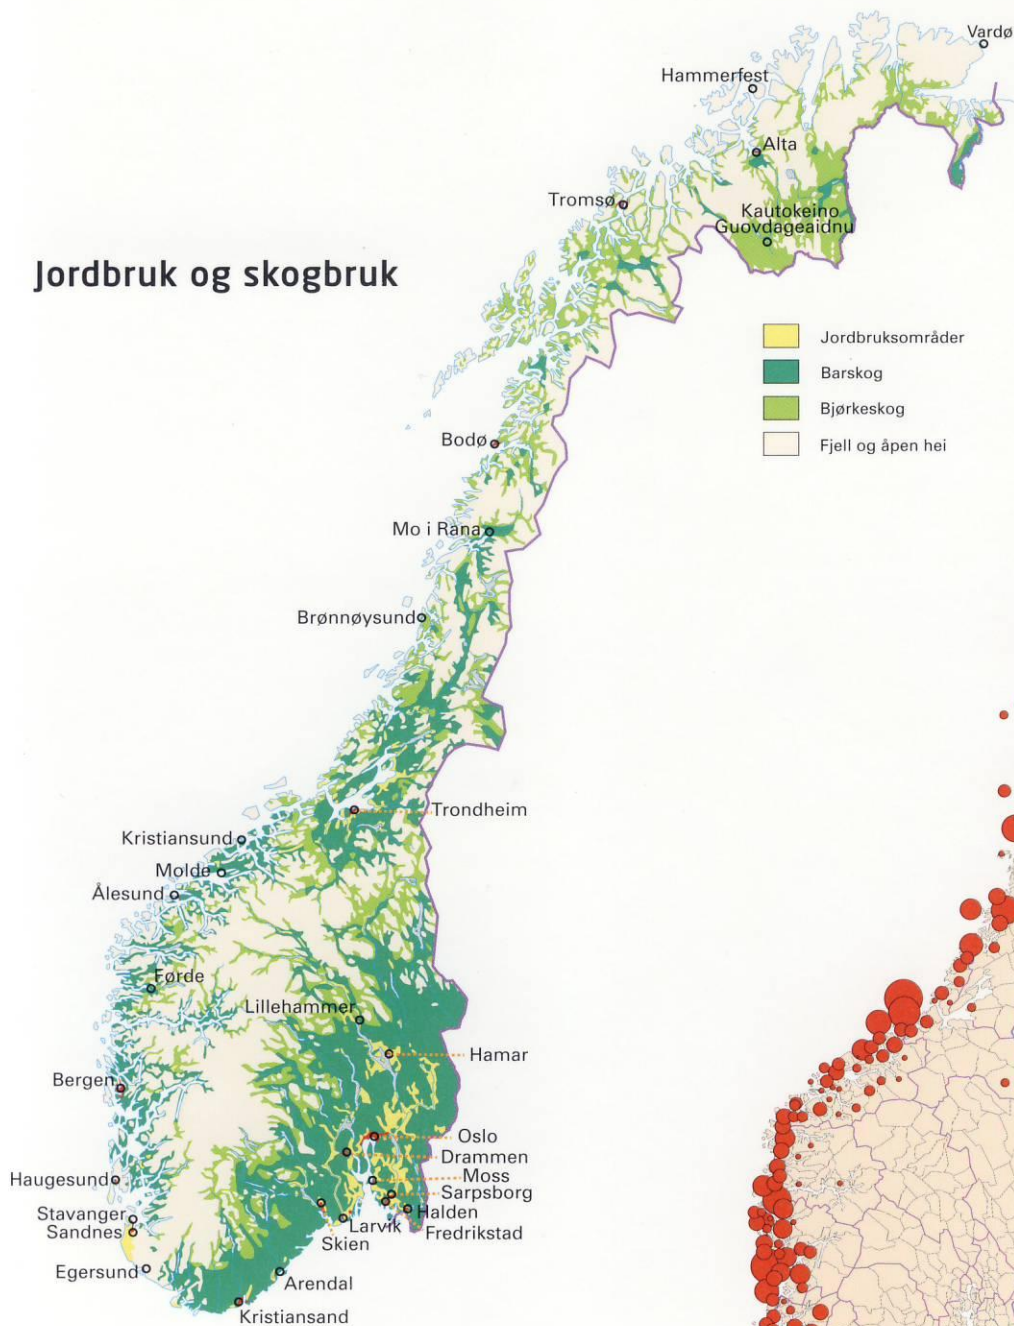 Vardø
Hammerfest
Alta
Tromsø
Kautokeino
Guovdageaidnu
Jordbruk og skogbruk
Jordbruksområder
Barskog
Bjørkeskog
Fjell og åpen hei
Bodø
Mo i Rana
Brønnøysund
Trondheim
Kristiansund
Molde
Ålesund
Førde
Lillehammer
Hamar
Bergen
Oslo
Drammen
Moss
Haugesund
Sarpsborg
Halden
Stavanger
Larvik
Sandnes
Fredrikstad
Skien
Egersund
Arendal
Kristiansand